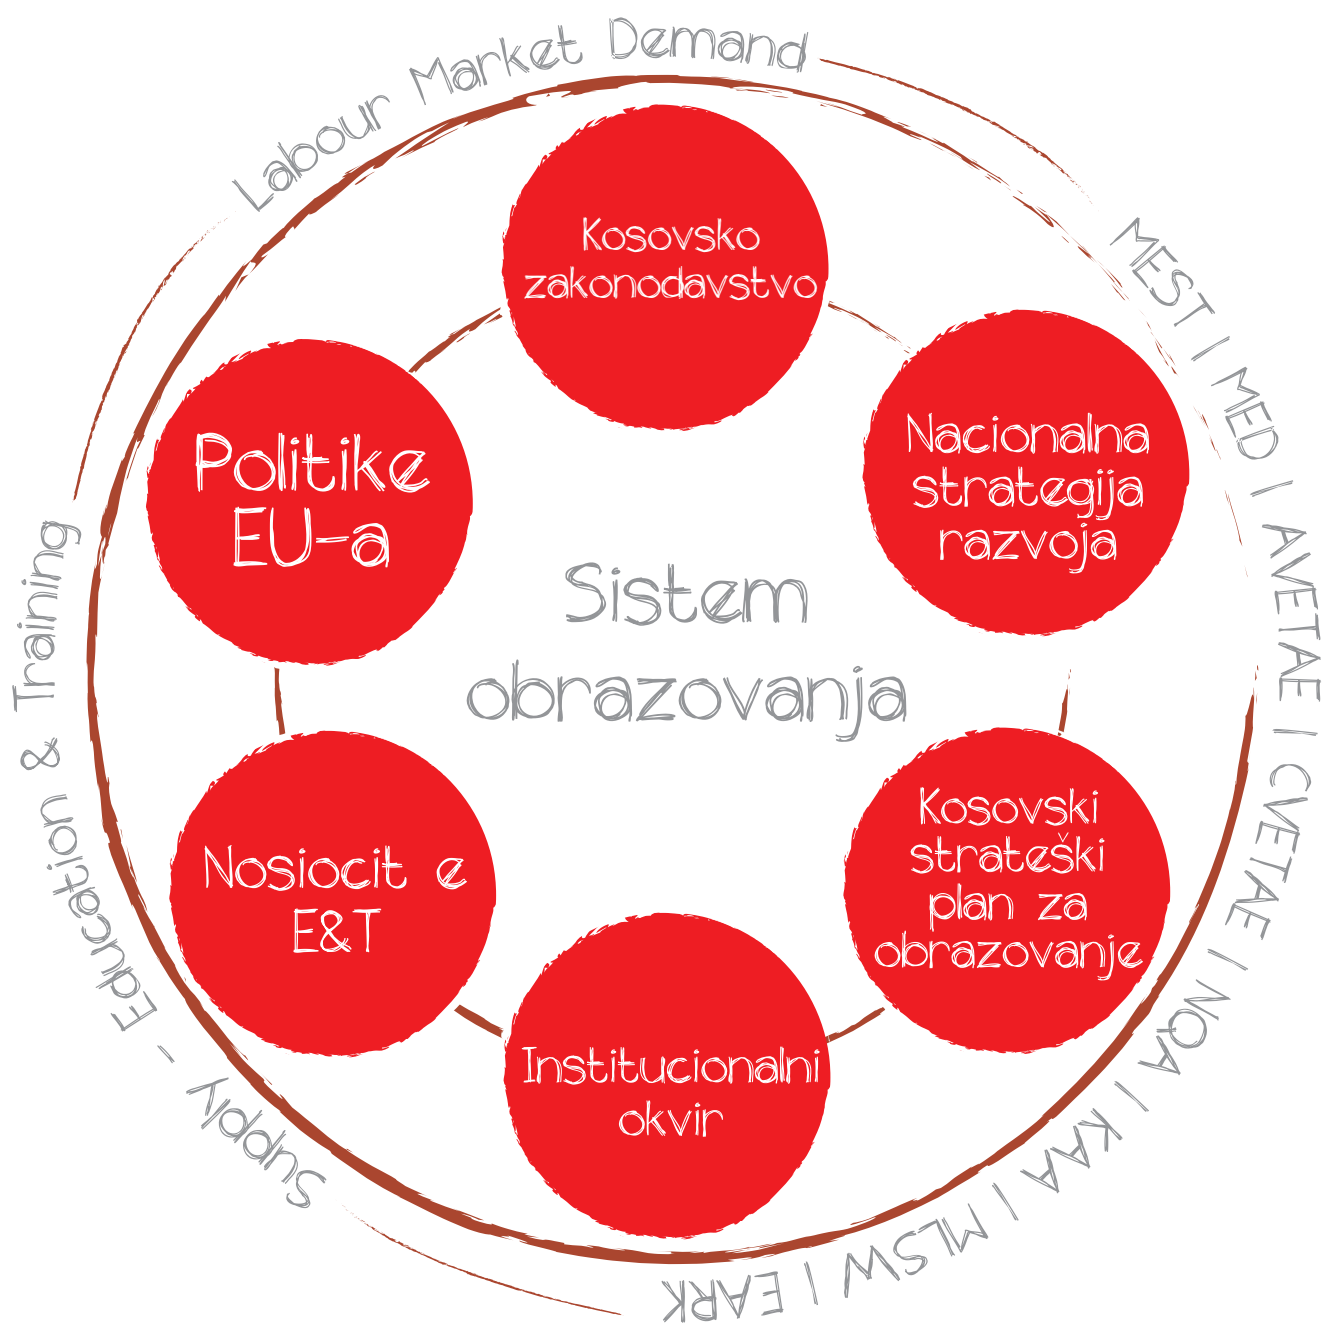 Labour Market Demand
MEST | MED | AVETAE | CVETAE | NQA | KAA | MLSW | EARK
Supply - Education & Training
Kosovsko
zakonodavstvo
Nacionalna
strategija
razvoja
Kosovski
strateški
plan za
obrazovanje
Institucionalni
okvir
Nosiocit e
E&T
Politike
EU-a
Sistem
obrazovanja